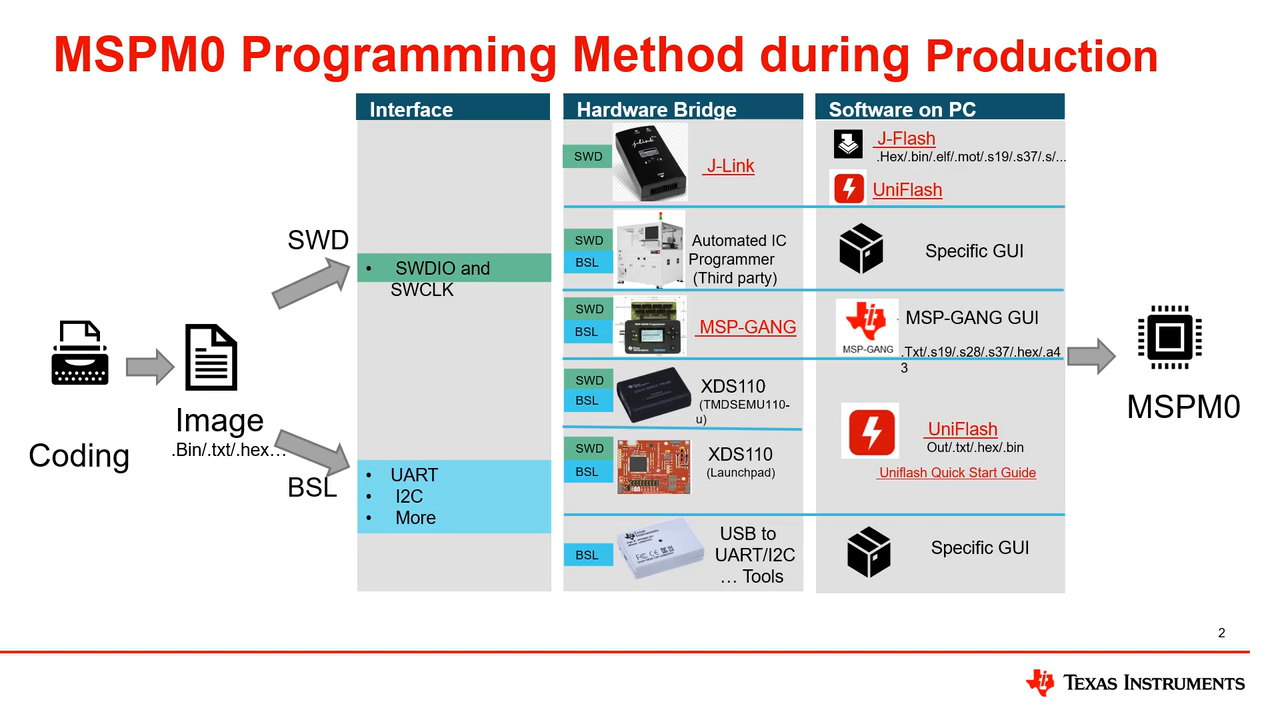 MSPM0 Programming Method during Production
Interface
Hardware Bridge
Software on PC
SWD
J-Link
J-Flash
.Hex/.bin/.elf/.mot/.s19/.s37/.s/...
UniFlash
SWD
• SWDIO and
SWCLK
SWD
BSL
Automated IC
Programmer
(Third party)
Specific GUI
SWD
BSL
MSP-GANG
MSP-GANG
MSP-GANG GUI
.Txt/.s19/.s28/.s37/.hex/.a4
3
Coding
Image
.Bin/.txt/.hex…
BSL
• UART
• I2C
• More
SWD
BSL
XDS110
(TMDSEMU110-
u)
SWD
BSL
XDS110
(Launchpad)
UniFlash
Out/.txt/.hex/.bin
Uniflash Quick Start Guide
BSL
USB to
UART/I2C
… Tools
Specific GUI
MSPM0
2
TEXAS INSTRUMENTS